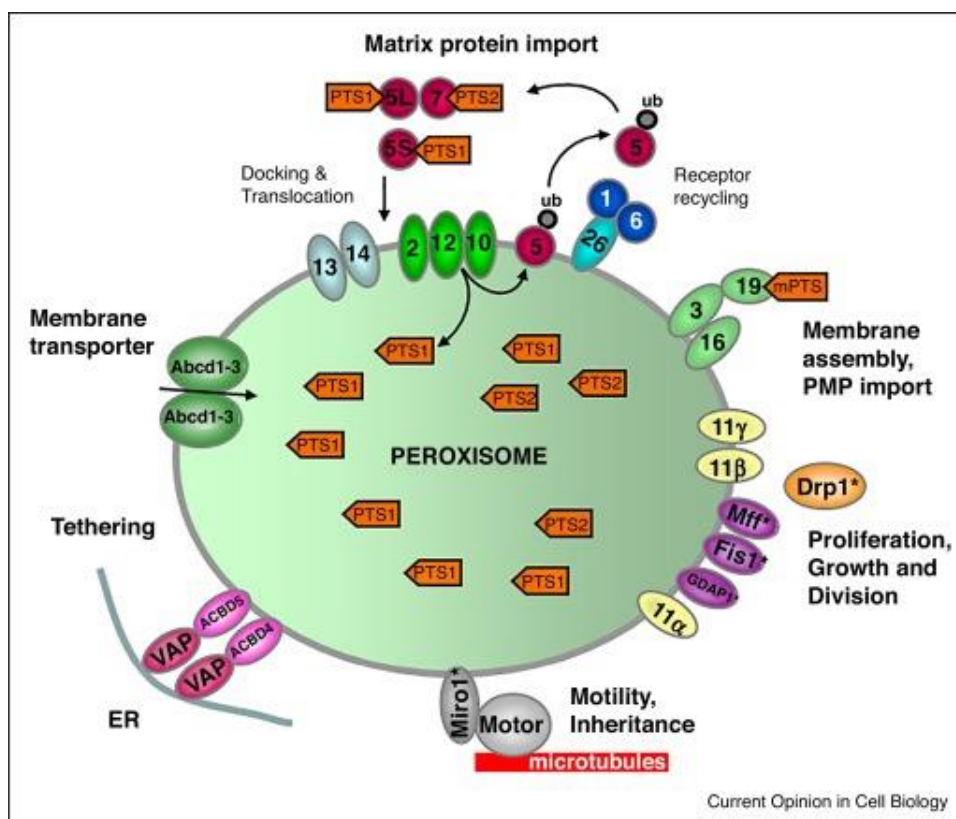 Matrix protein import
PTS1 5L 7 PTS2
ub
5
5S PTS1
Docking &
Translocation
Receptor
recycling
ub
1
6
26
5
13
14
2
12
10
19 mPTS
3
16
Membrane
transporter
Membrane
assembly,
PMP import
Abcd1-3
Abcd1-3
PTS1
PTS1
PTS1
PTS2
PTS2
PTS1
PEROXISOME
11γ
11β
Drp1*
Mff*
Fis1*
GDAP1*
11α
Proliferation,
Growth and
Division
PTS1
PTS2
PTS1
PTS1
Tethering
ACBD5
VAP
ACBD4
VAP
ER
Miro1*
Motor
Motility,
Inheritance
microtubules
Current Opinion in Cell Biology